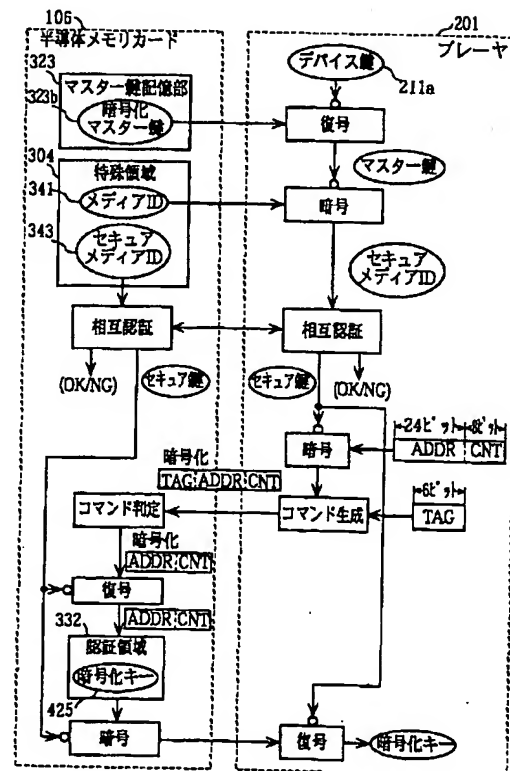 106
半導体メモリカード
323
マスター鍵記憶部
323b
暗号化
マスター鍵
304
特殊領域
341
メディアID
343
セキュア
メディアID
相互認証
(OK/NG)
セキュア鍵
暗号化
TAG ADDR CNT
コマンド判定
暗号化
ADDR CNT
復号
ADDR CNT
332
認証領域
暗号化キー
425
暗号
201
プレーヤ
デバイス鍵
211a
復号
マスター鍵
暗号
セキュア
メディアID
相互認証
セキュア鍵
(OK/NG)
24ビット 8ビット
暗号
ADDR CNT
6ビット
コマンド生成
TAG
復号
暗号化キー